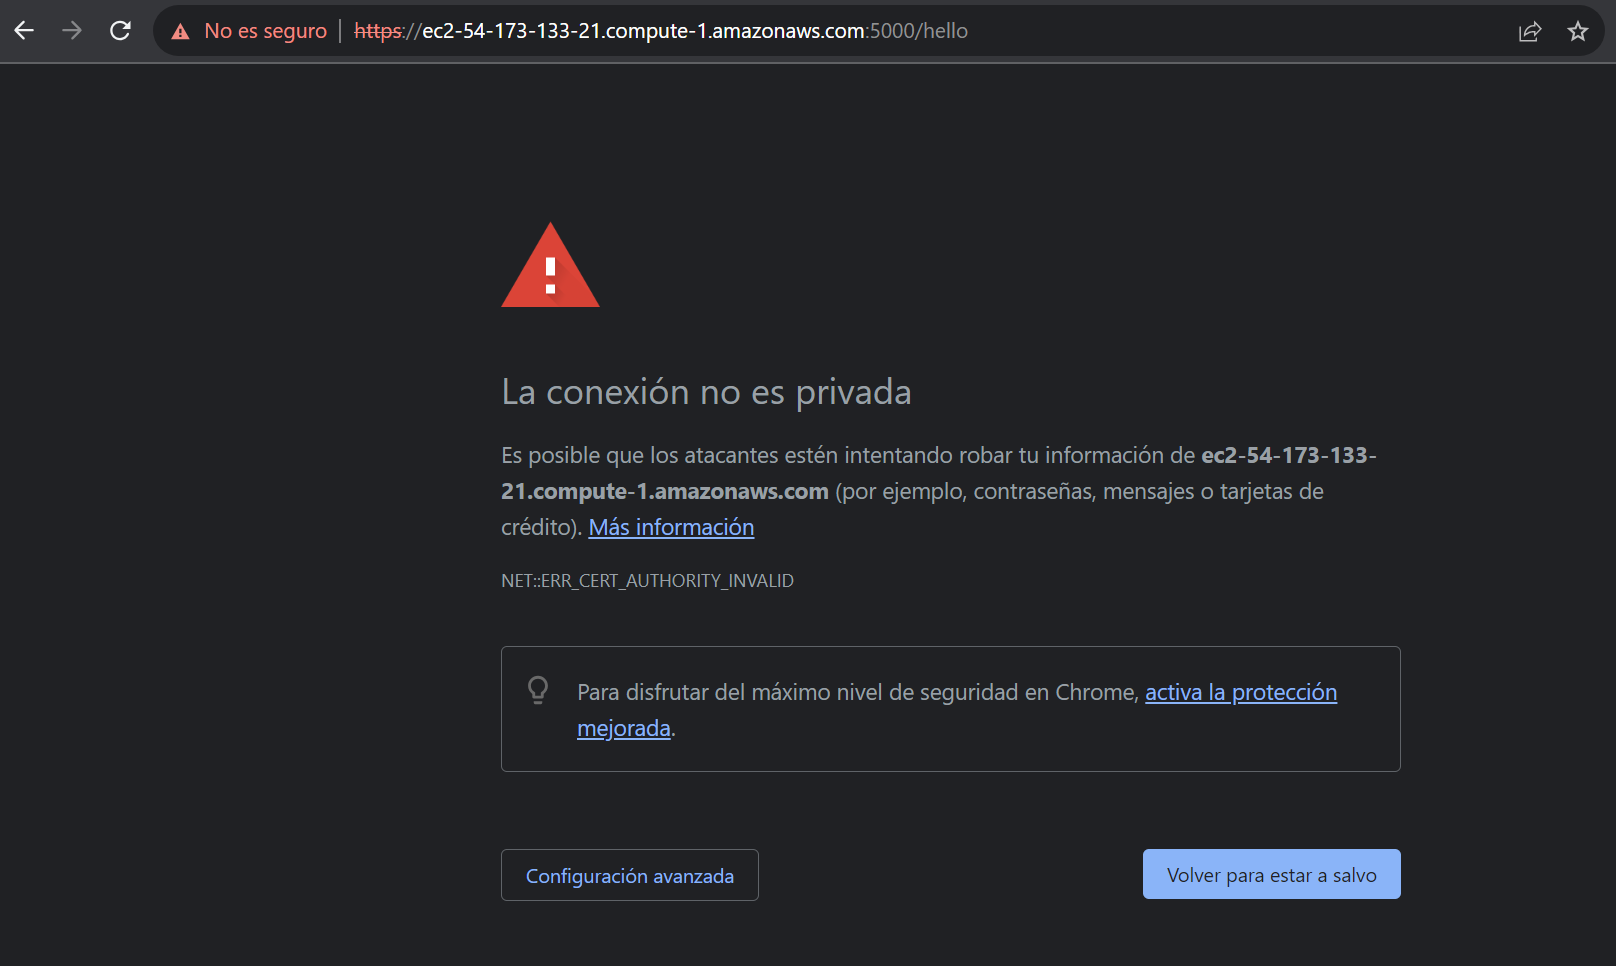 No es seguro | https://ec2-54-173-133-21.compute-1.amazonaws.com:5000/hello
La conexión no es privada
Es posible que los atacantes estén intentando robar tu información de ec2-54-173-133-
21.compute-1.amazonaws.com (por ejemplo, contraseñas, mensajes o tarjetas de
crédito). Más información
NET::ERR_CERT_AUTHORITY_INVALID
Para disfrutar del máximo nivel de seguridad en Chrome, activa la protección
mejorada.
Configuración avanzada
Volver para estar a salvo